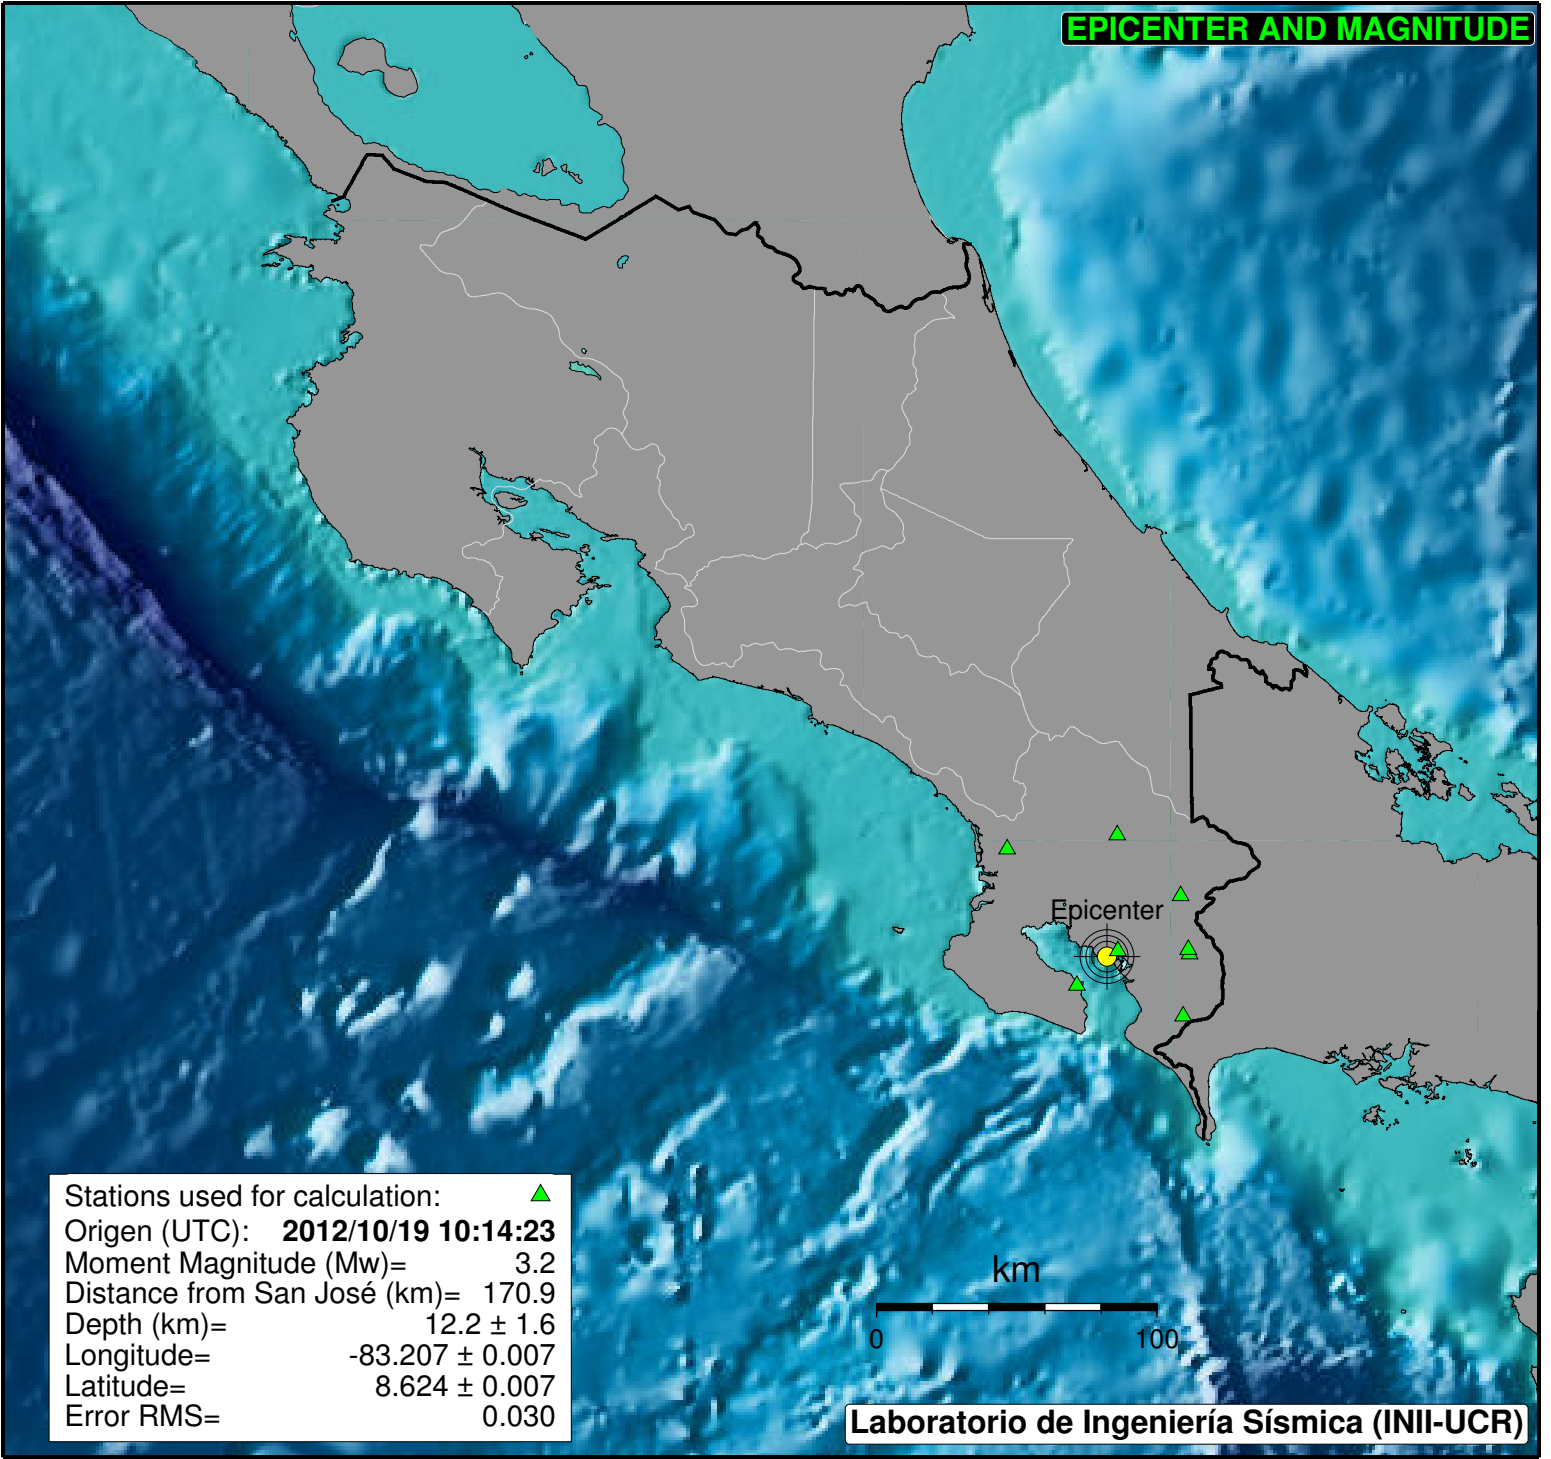 EPICENTER AND MAGNITUDE
Epicenter
Stations used for calculation:
Origen (UTC): 2012/10/19 10:14:23
Moment Magnitude (Mw)= 3.2
Distance from San José (km)= 170.9
Depth (km)= 12.2 ± 1.6
Longitude= -83.207 ± 0.007
Latitude= 8.624 ± 0.007
Error RMS= 0.030
km
0 100
Laboratorio de Ingeniería Sísmica (INII-UCR)